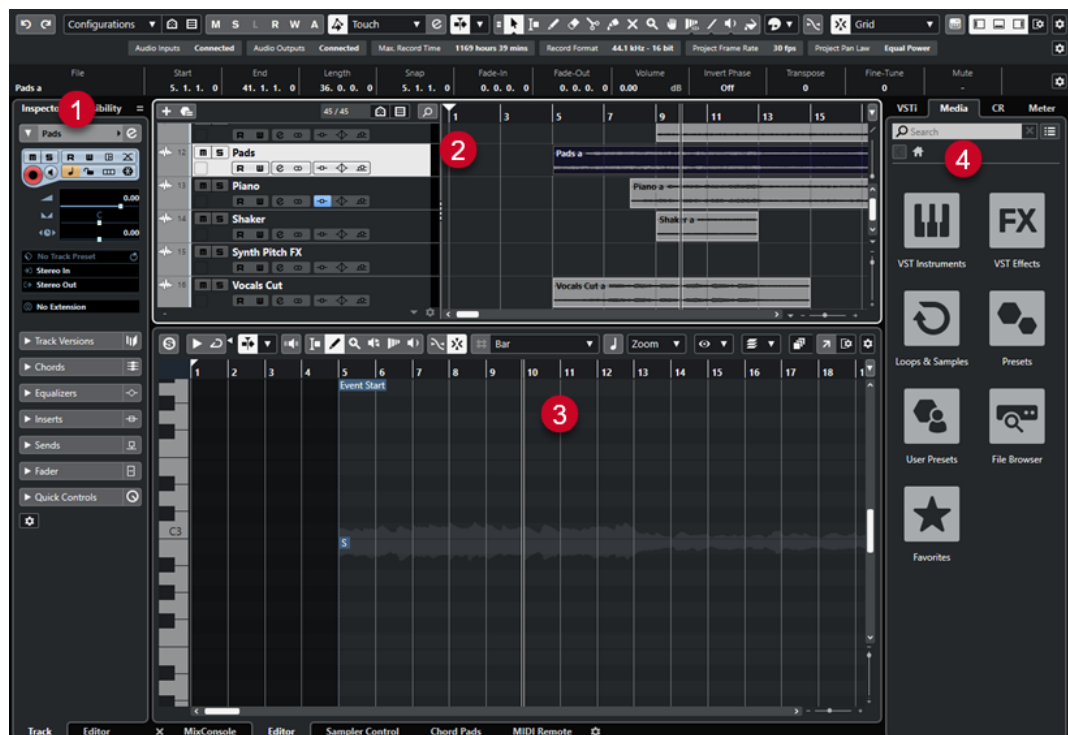 Configurations M S L R W A Touch Grid
Audio Inputs Connected Audio Outputs Connected Max. Record Time 1169 hours 39 mins Record Format 44.1 kHz - 16 bit Project Frame Rate 30 fps Project Pan Law Equal Power
File Start End Length Snap Fade-In Fade-Out Volume Invert Phase Transpose Fine-Tune Mute
Pads a 5. 1. 1. 0 41. 1. 1. 0 36. 0. 0. 0 5. 1. 1. 0 0. 0. 0. 0 0. 0. 0. 0 0.00 dB Off 0 0 -
1
Pads
M S R W
0.00
C
0.00
No Track Preset
Stereo In
Stereo Out
No Extension
Track Versions
Chords
Equalizers
Inserts
Sends
Fader
Quick Controls
45 / 45
1 3 5 7 9 11 13 15
2
R W
12 M S Pads
R W
13 M S Piano
R W
14 M S Shaker
R W
15 M S Synth Pitch FX
R W
16 M S Vocals Cut
R W
Pads a
Piano a
Shaker a
Vocals Cut a
S Bar Zoom
1 2 3 4 5 6 7 8 9 10 11 12 13 14 15 16 17 18
Event Start
3
C3
S
VSTi Media CR Meter
Search
4
VST Instruments VST Effects
FX
Loops & Samples Presets
User Presets File Browser
Favorites
Track Editor MixConsole Editor Sampler Control Chord Pads MIDI Remote